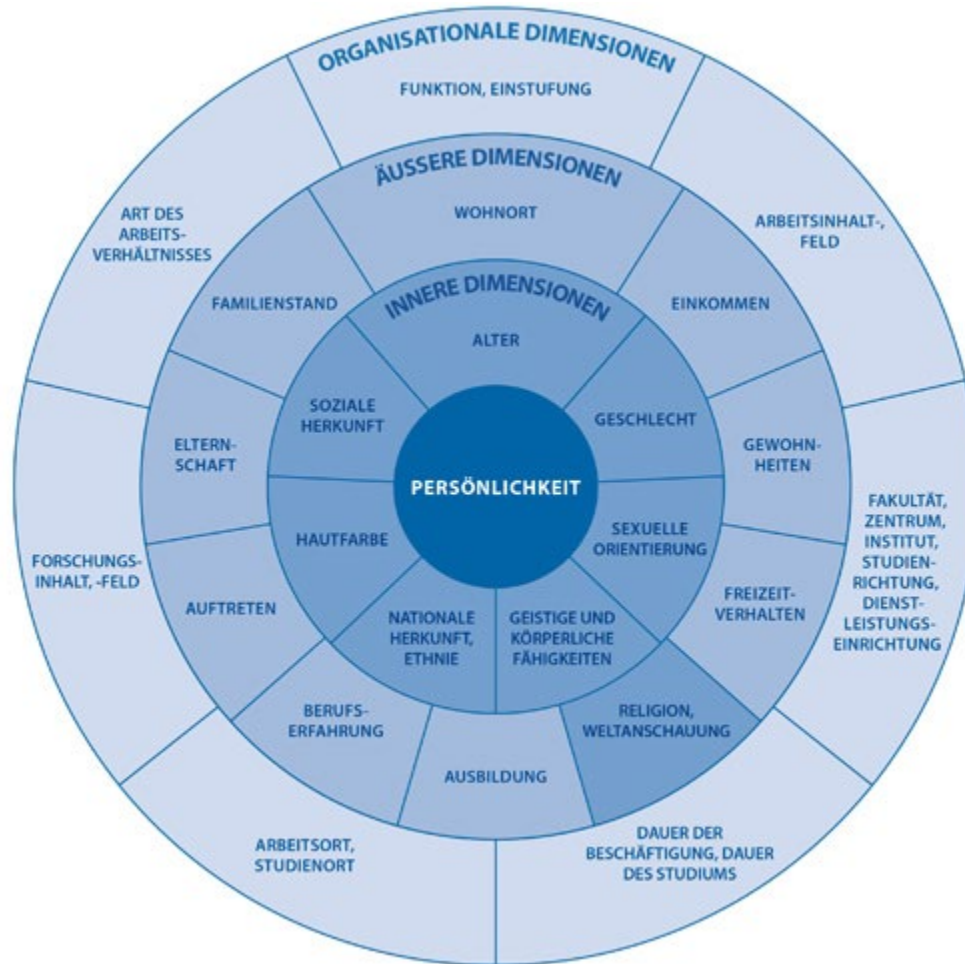 ORGANISATIONALE DIMENSIONEN
FUNKTION, EINSTUFUNG
ARBEITSINHALT-,
FELD
FAKULTÄT,
ZENTRUM,
INSTITUT,
STUDIEN-
RICHTUNG,
DIENST-
LEISTUNGS-
EINRICHTUNG
DAUER DER
BESCHÄFTIGUNG, DAUER
DES STUDIUMS
ARBEITSORT,
STUDIENORT
FORSCHUNGS-
INHALT, -FELD
ART DES
ARBEITS-
VERHÄLTNISSES
ÄUSSERE DIMENSIONEN
WOHNORT
EINKOMMEN
GEWOHN-
HEITEN
FREIZEIT-
VERHALTEN
RELIGION,
WELTANSCHAUUNG
AUSBILDUNG
BERUFS-
ERFAHRUNG
AUFTRETEN
ELTERN-
SCHAFT
FAMILIENSTAND
INNERE DIMENSIONEN
ALTER
GESCHLECHT
SEXUELLE
ORIENTIERUNG
GEISTIGE UND
KÖRPERLICHE
FÄHIGKEITEN
NATIONALE
HERKUNFT,
ETHNIE
HAUTFARBE
SOZIALE
HERKUNFT
PERSÖNLICHKEIT